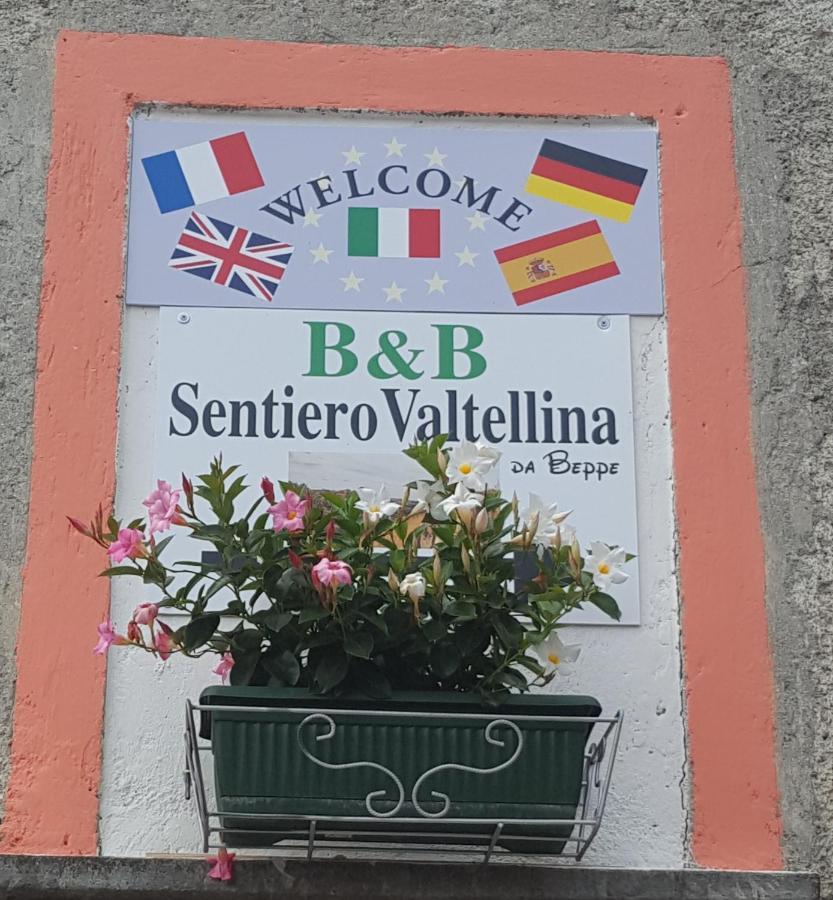 WELCOME
B&B
Sentiero Valtellina
DA BEPPE